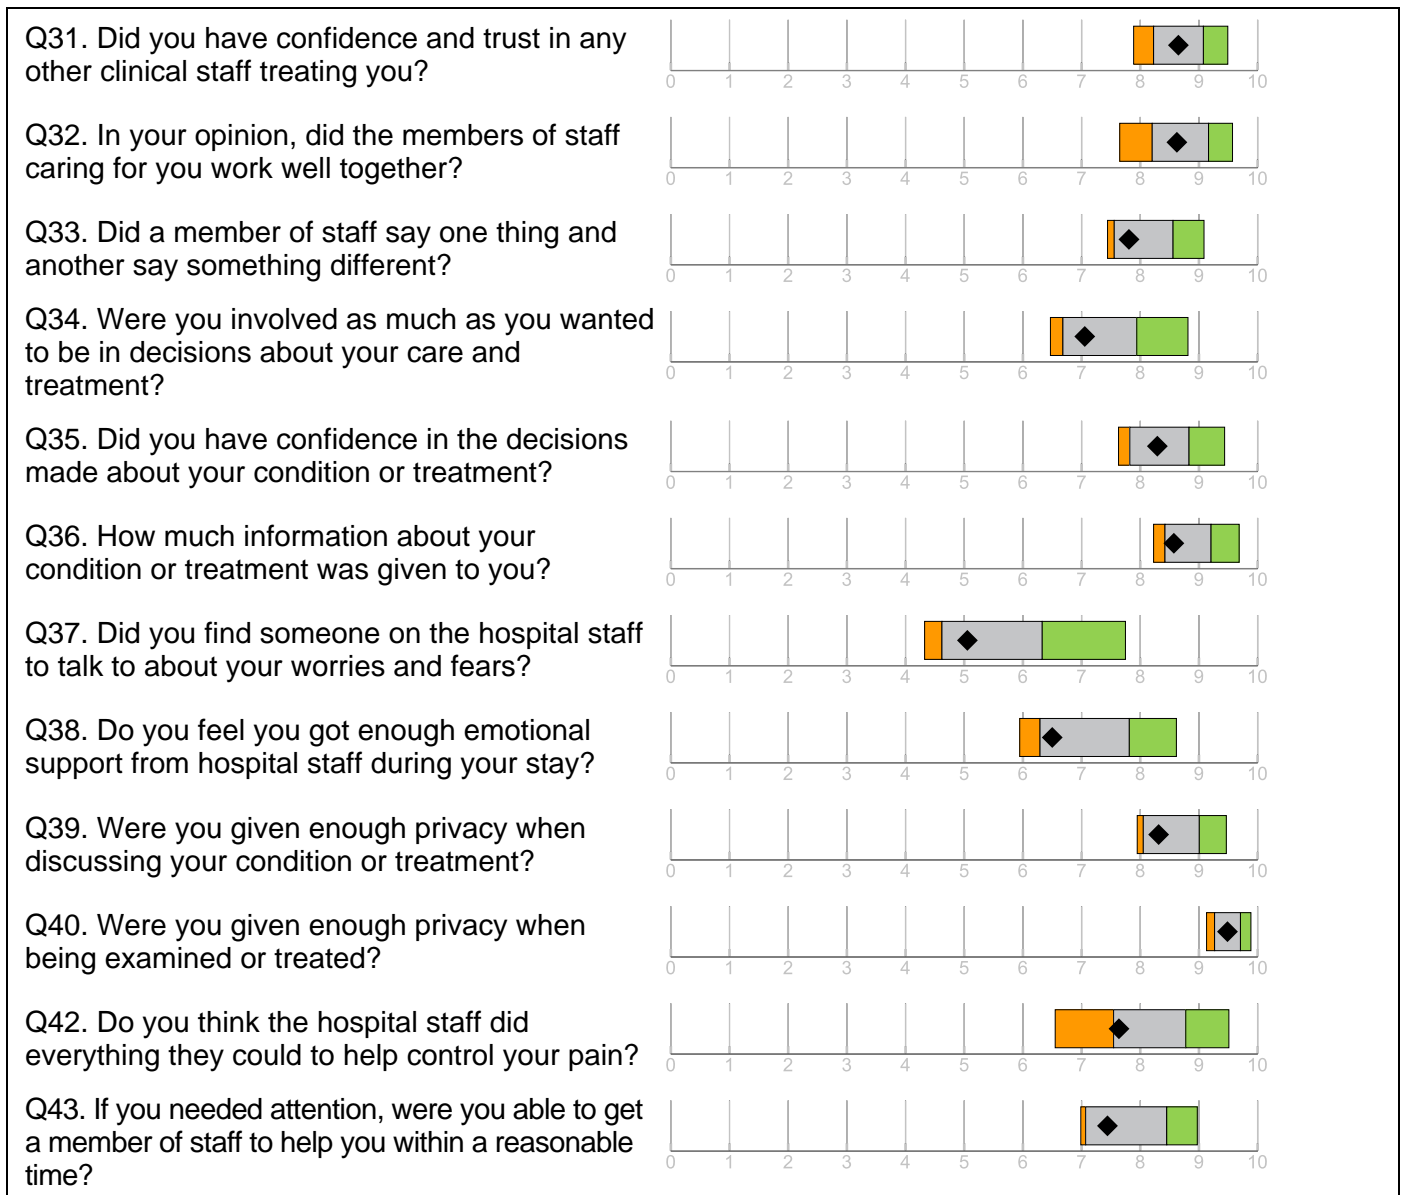 Q31. Did you have confidence and trust in any
other clinical staff treating you?
0 1 2 3 4 5 6 7 8 9 10
Q32. In your opinion, did the members of staff
caring for you work well together?
0 1 2 3 4 5 6 7 8 9 10
Q33. Did a member of staff say one thing and
another say something different?
0 1 2 3 4 5 6 7 8 9 10
Q34. Were you involved as much as you wanted
to be in decisions about your care and
treatment?
0 1 2 3 4 5 6 7 8 9 10
Q35. Did you have confidence in the decisions
made about your condition or treatment?
0 1 2 3 4 5 6 7 8 9 10
Q36. How much information about your
condition or treatment was given to you?
0 1 2 3 4 5 6 7 8 9 10
Q37. Did you find someone on the hospital staff
to talk to about your worries and fears?
0 1 2 3 4 5 6 7 8 9 10
Q38. Do you feel you got enough emotional
support from hospital staff during your stay?
0 1 2 3 4 5 6 7 8 9 10
Q39. Were you given enough privacy when
discussing your condition or treatment?
0 1 2 3 4 5 6 7 8 9 10
Q40. Were you given enough privacy when
being examined or treated?
0 1 2 3 4 5 6 7 8 9 10
Q42. Do you think the hospital staff did
everything they could to help control your pain?
0 1 2 3 4 5 6 7 8 9 10
Q43. If you needed attention, were you able to get
a member of staff to help you within a reasonable
time?
0 1 2 3 4 5 6 7 8 9 10